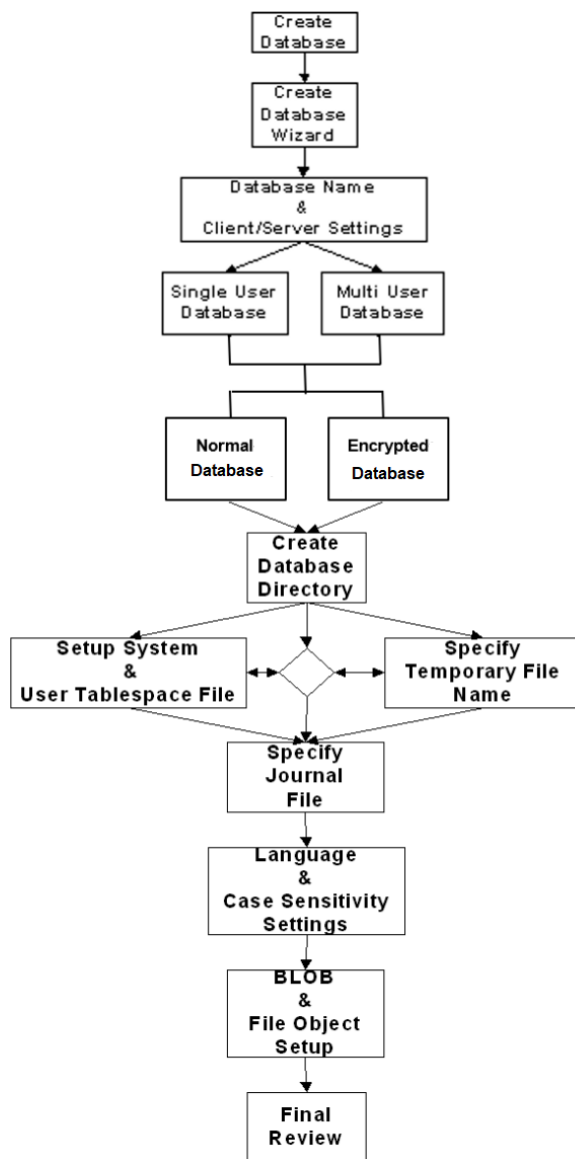 Create
Database
Create
Database
Wizard
Database Name
&
Client/Server Settings
Single User
Database
Multi User
Database
Normal
Database
Encrypted
Database
Create
Database
Directory
Setup System
&
User Tablespace File
Specify
Temporary File
Name
Specify
Journal
File
Language
&
Case Sensitivity
Settings
BLOB
&
File Object
Setup
Final
Review